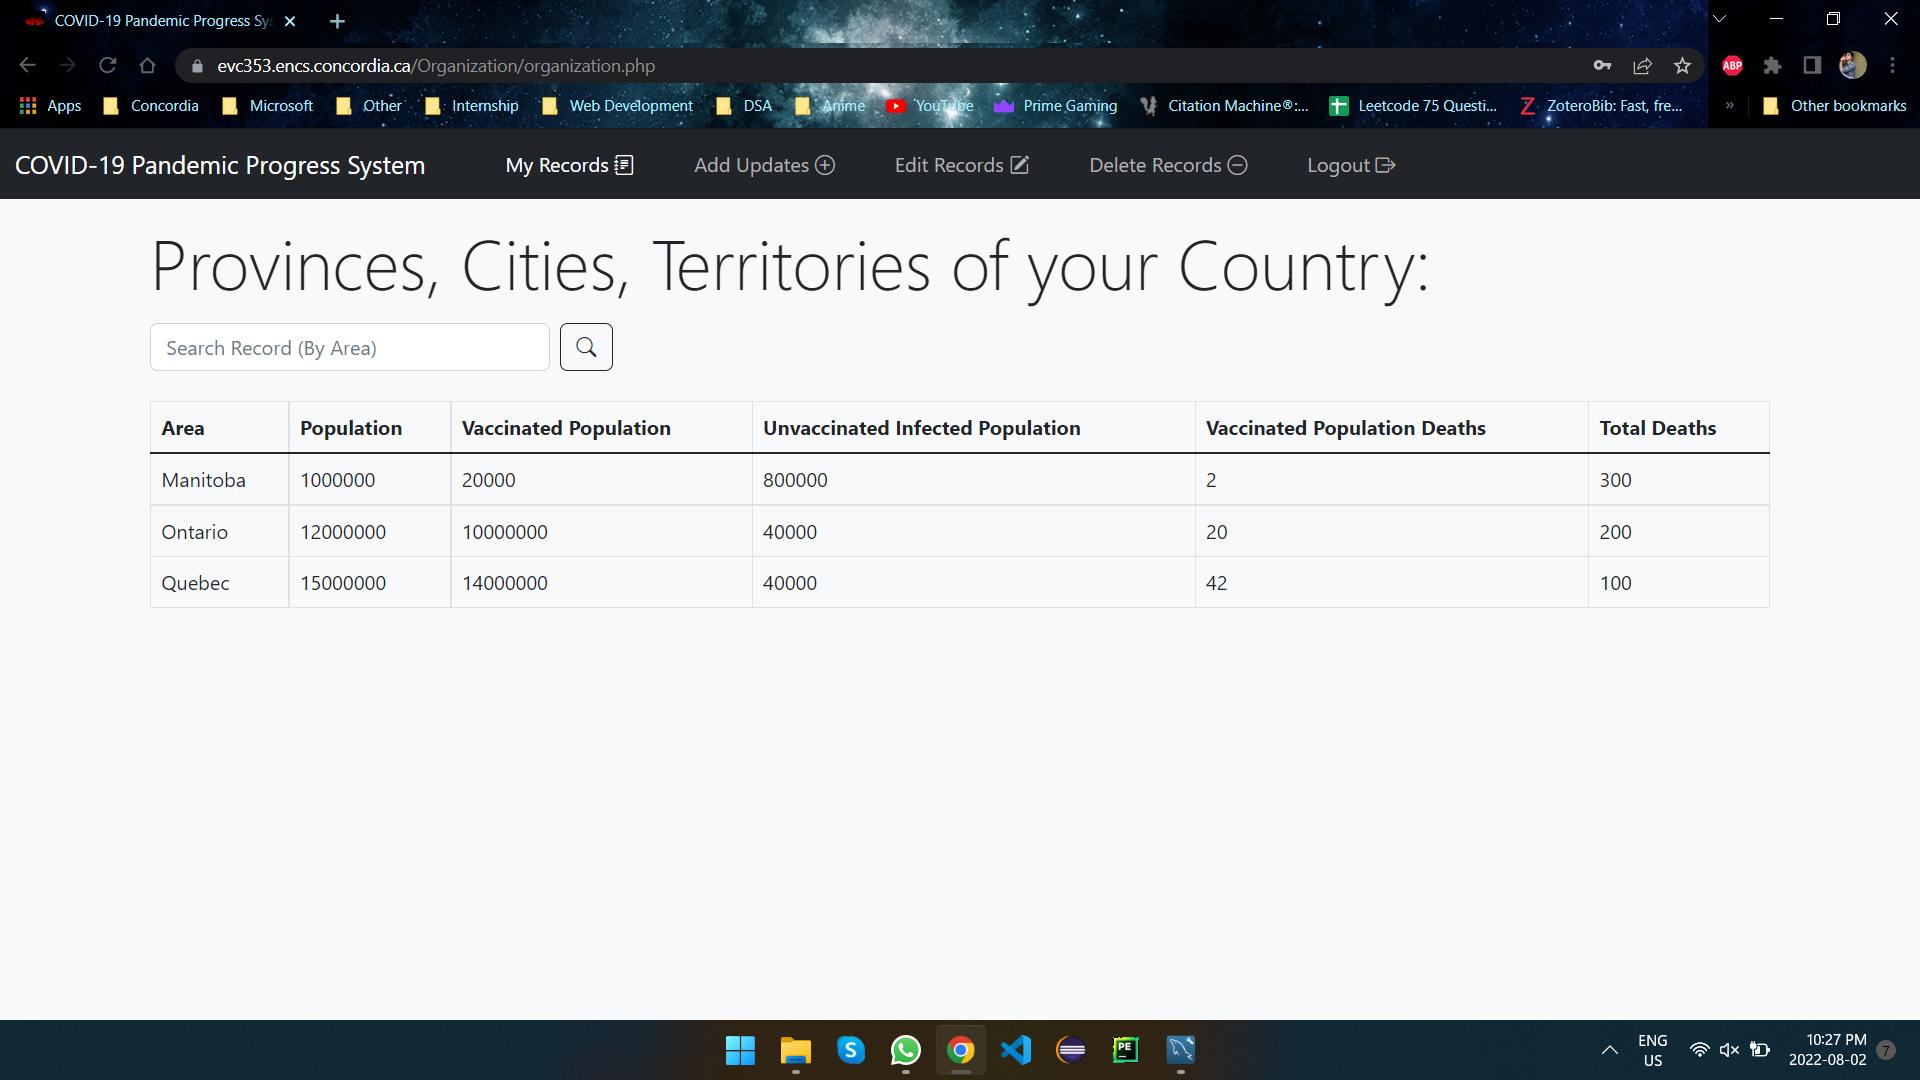 COVID-19 Pandemic Progress Sys
evc353.encs.concordia.ca/Organization/organization.php
ABP
Apps Concordia Microsoft Other Internship Web Development DSA Anime YouTube Prime Gaming Citation Machine®:... Leetcode 75 Questi... ZoteroBib: Fast, fre... » Other bookmarks
COVID-19 Pandemic Progress System My Records Add Updates Edit Records Delete Records Logout
Provinces, Cities, Territories of your Country:
Search Record (By Area)
Area Population Vaccinated Population Unvaccinated Infected Population Vaccinated Population Deaths Total Deaths
Manitoba 1000000 20000 800000 2 300
Ontario 12000000 10000000 40000 20 200
Quebec 15000000 14000000 40000 42 100
S
PE
ENG
US
10:27 PM
2022-08-02
7